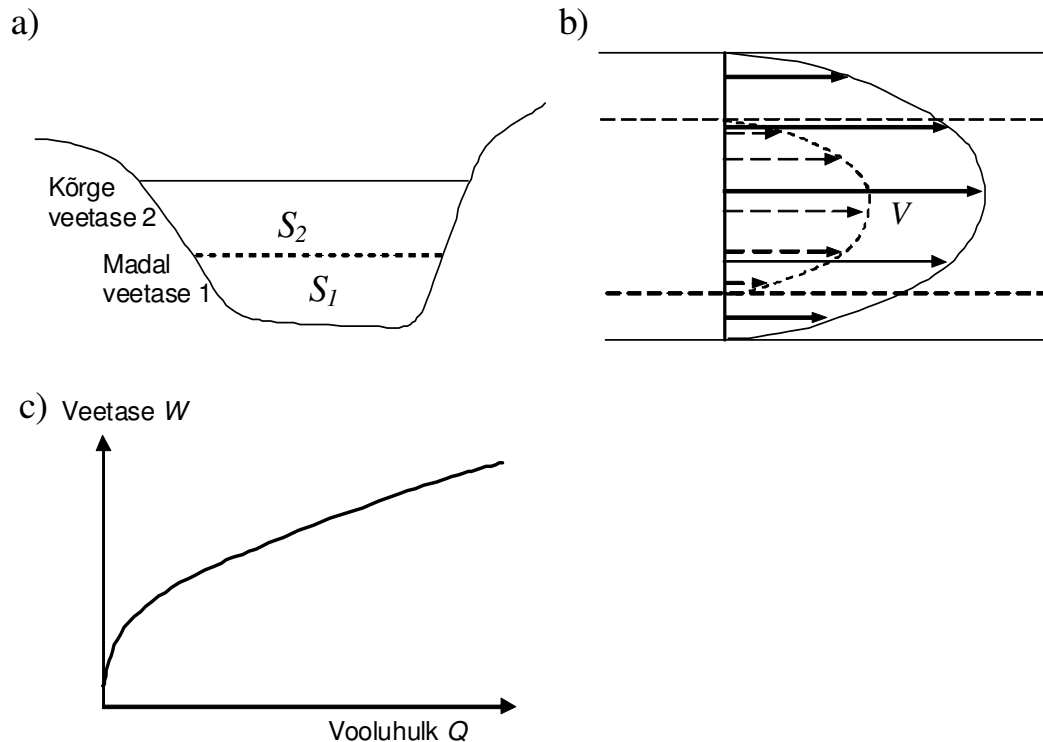 a)
b)
Kõrge
veetase 2
S2
Madal
veetase 1
S1
V
c)
Veetase W
Vooluhulk Q